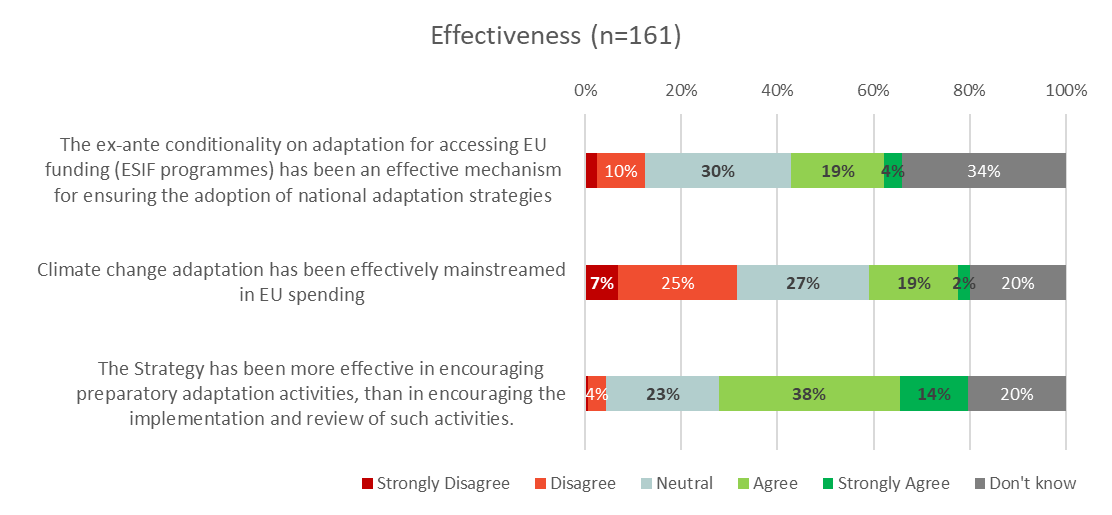 Effectiveness (n=161)
0% 20% 40% 60% 80% 100%
The ex-ante conditionality on adaptation for accessing EU
funding (ESIF programmes) has been an effective mechanism
for ensuring the adoption of national adaptation strategies
10% 30% 19% 4% 34%
Climate change adaptation has been effectively mainstreamed
in EU spending
7% 25% 27% 19% 2% 20%
The Strategy has been more effective in encouraging
preparatory adaptation activities, than in encouraging the
implementation and review of such activities.
4% 23% 38% 14% 20%
Strongly Disagree Disagree Neutral Agree Strongly Agree Don't know